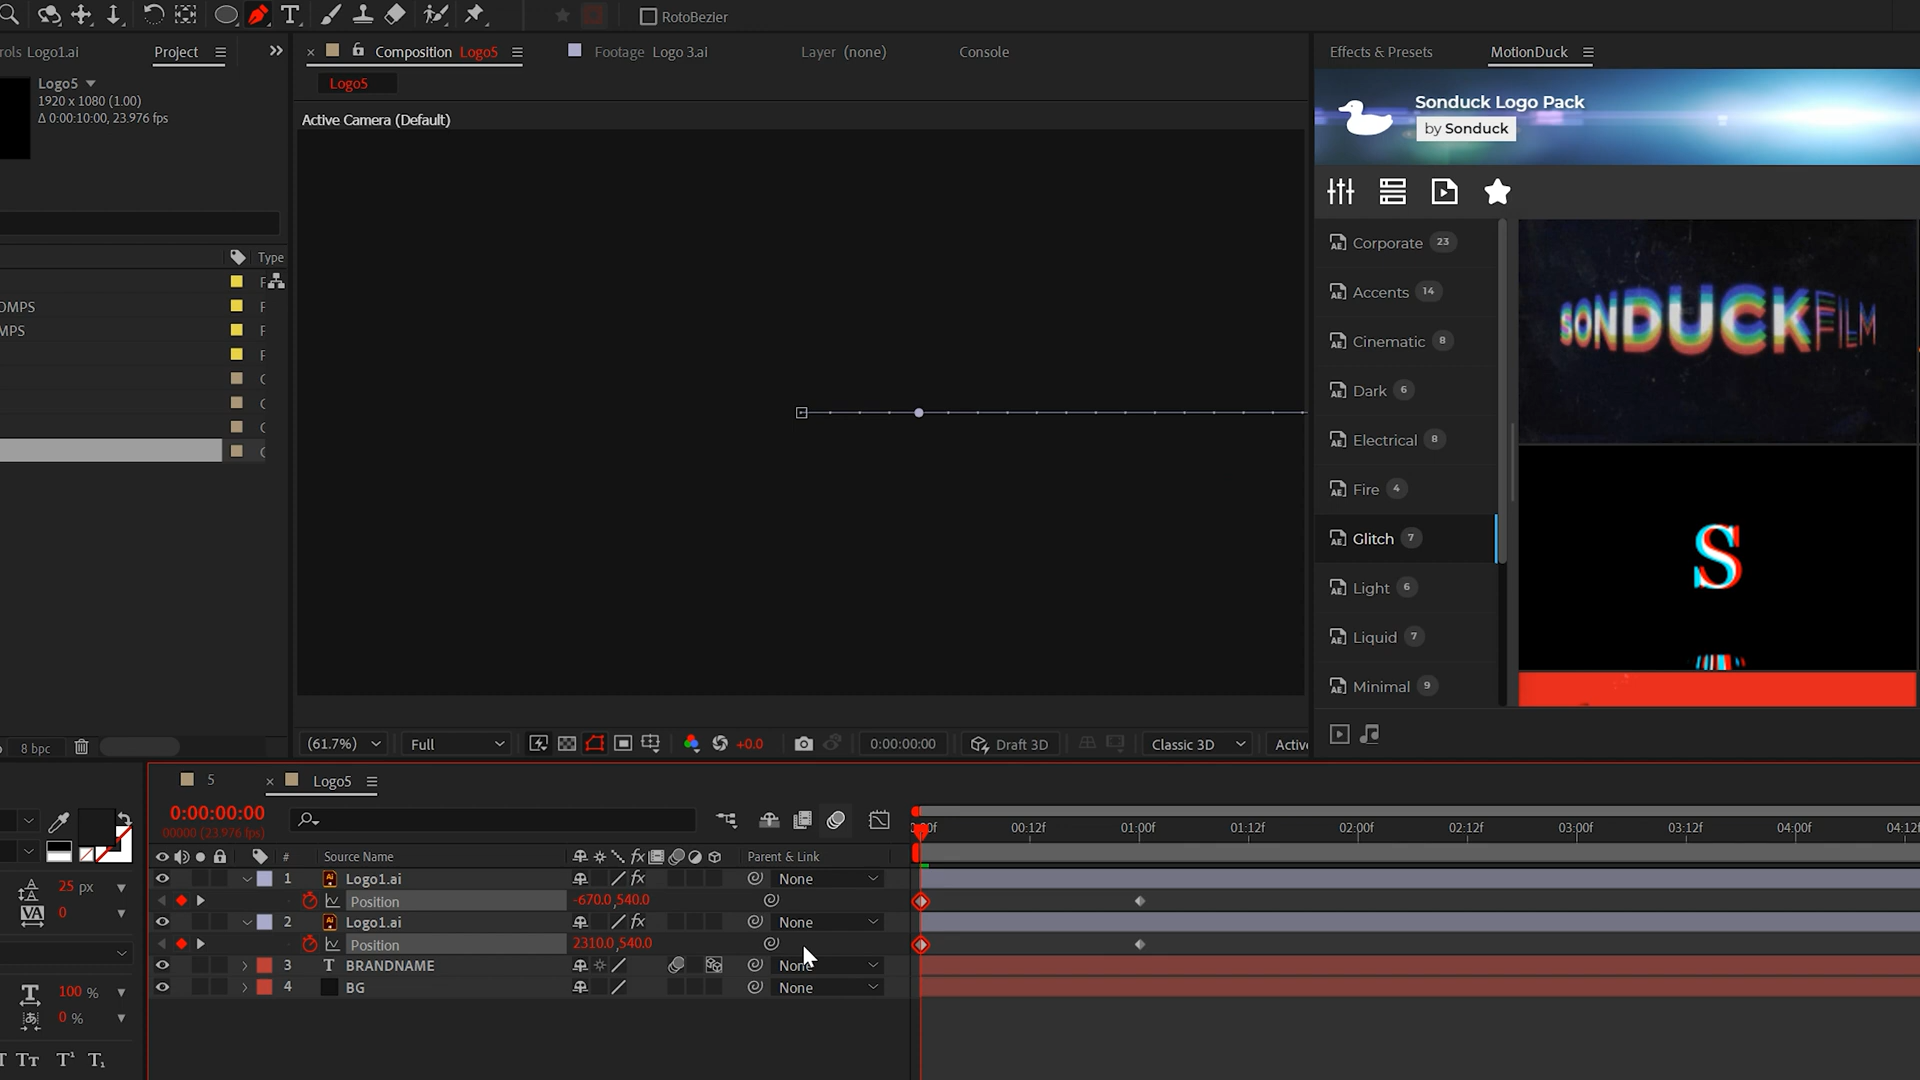 RotoBezier
rols Logo1.ai
Project
Composition Logo5
Footage Logo 3.ai
Layer (none)
Console
Effects & Presets
MotionDuck
Logo5
1920 x 1080 (1.00)
Δ 0:00:10:00, 23.976 fps
Logo5
Active Camera (Default)
Sonduck Logo Pack
by Sonduck
Type
OMPS
MPS
Corporate 23
Accents 14
Cinematic 8
Dark 6
Electrical 8
Fire 4
Glitch 7
Light 6
Liquid 7
Minimal 9
SONDUCKFILM
S
8 bpc
(61.7%)
Full
+0.0
0:00:00:00
Draft 3D
Classic 3D
Active
5
Logo5
0:00:00:00
00000 (23.976 fps)
00:12f
01:00f
01:12f
02:00f
02:12f
03:00f
03:12f
04:00f
04:12f
# Source Name
fx
Parent & Link
1 Logo1.ai fx None
Position -670.0,540.0
2 Logo1.ai fx None
Position 2310.0,540.0
3 T BRANDNAME None
4 BG None
25 px
VA 0
T 100 %
0 %
TT T¹ T₁